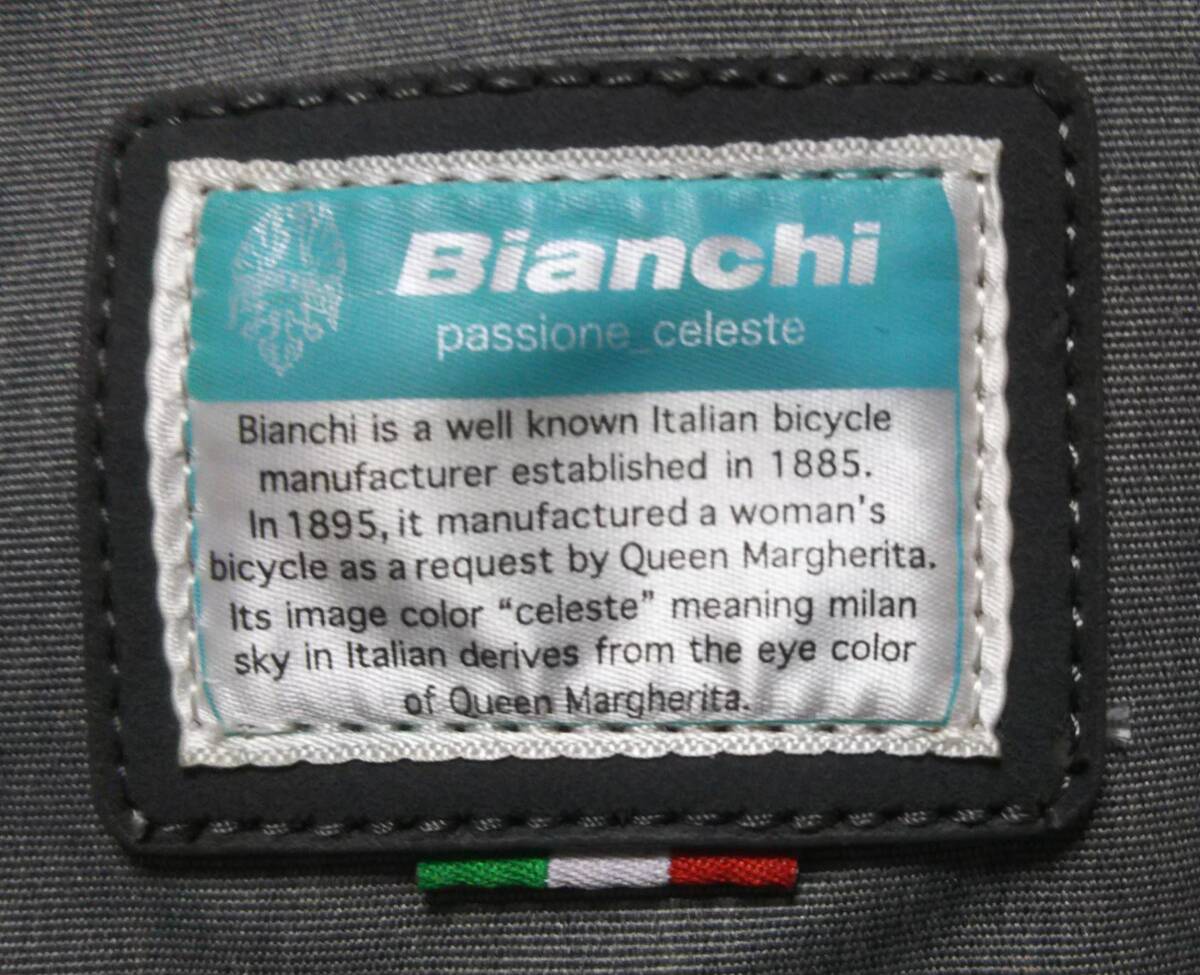 Bianchi
passione_celeste
Bianchi is a well known Italian bicycle
manufacturer established in 1885.
In 1895, it manufactured a woman's
bicycle as a request by Queen Margherita.
Its image color “celeste” meaning milan
sky in Italian derives from the eye color
of Queen Margherita.